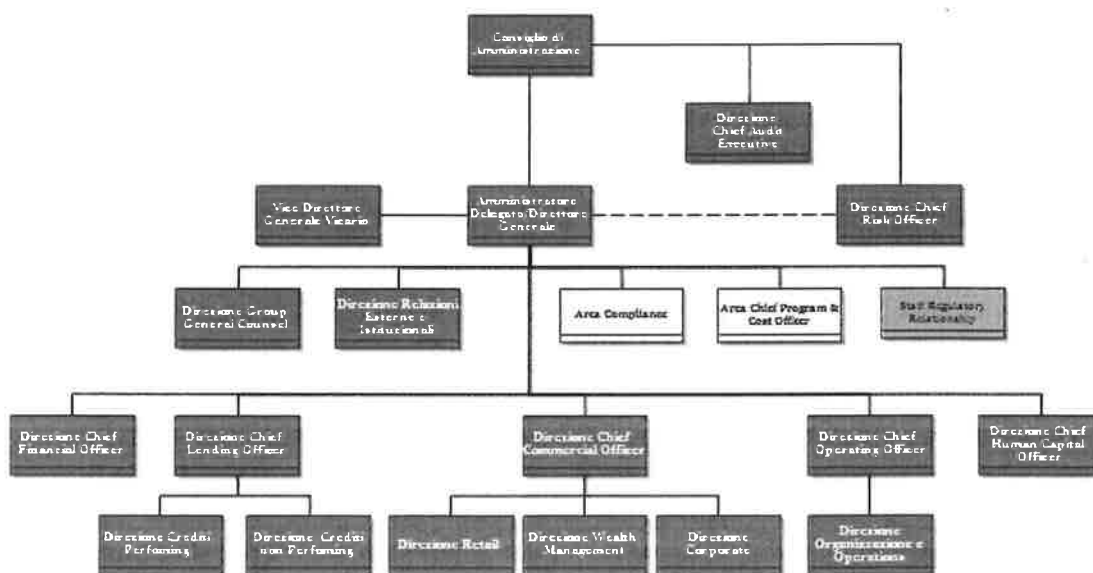 Consiglio di
Amministrazione
Direzione
Chief Audit
Executive
Vice Direttore
Generale Vicario
Amministratore
Delegato/Direttore
Generale
Direzione Chief
Risk Officer
Direzione Group
General Counsel
Direzione Relazioni
Esterne e
Istituzionali
Area Compliance
Area Chief Program &
Cost Officer
Staff Regulatory
Relationship
Direzione Chief
Financial Officer
Direzione Chief
Lending Officer
Direzione Chief
Commercial Officer
Direzione Chief
Operating Officer
Direzione Chief
Human Capital
Officer
Direzione Crediti
Perfoming
Direzione Crediti
non Perfoming
Direzione Retail
Direzione Wealth
Management
Direzione
Corporate
Direzione
Organizzazione e
Operations